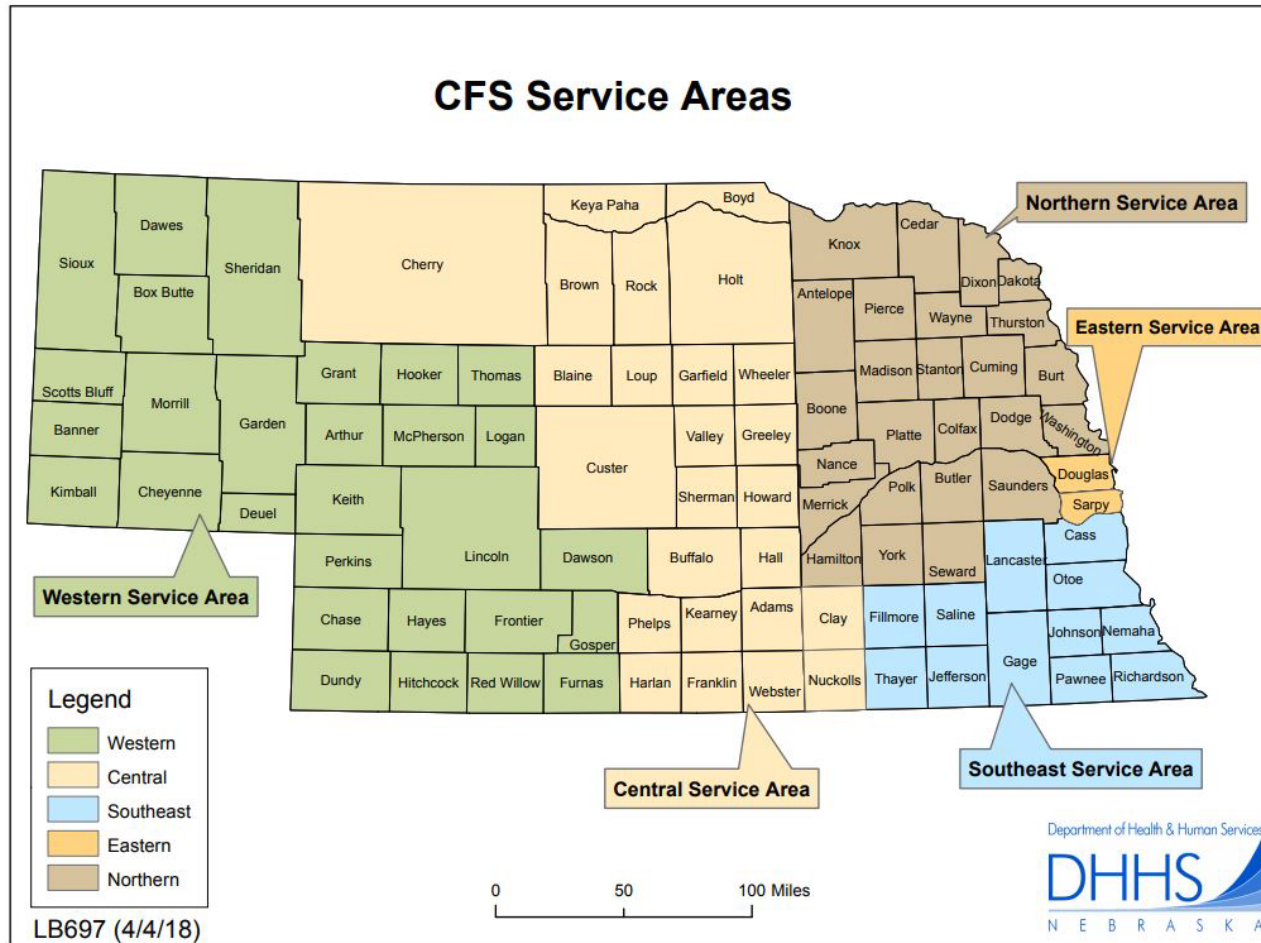 CFS Service Areas
Northern Service Area
Eastern Service Area
Western Service Area
Central Service Area
Southeast Service Area
Sioux
Dawes
Box Butte
Sheridan
Scotts Bluff
Banner
Kimball
Morrill
Cheyenne
Garden
Deuel
Cherry
Keya Paha
Boyd
Brown
Rock
Holt
Grant
Hooker
Thomas
Blaine
Loup
Garfield
Wheeler
Arthur
McPherson
Logan
Custer
Valley
Greeley
Sherman
Howard
Keith
Lincoln
Perkins
Dawson
Buffalo
Hall
Chase
Hayes
Frontier
Gosper
Phelps
Kearney
Adams
Clay
Dundy
Hitchcock
Red Willow
Furnas
Harlan
Franklin
Webster
Nuckolls
Knox
Cedar
Dixon
Dakota
Antelope
Pierce
Wayne
Thurston
Madison
Stanton
Cuming
Burt
Boone
Platte
Colfax
Dodge
Washington
Nance
Merrick
Polk
Butler
Saunders
Hamilton
York
Seward
Douglas
Sarpy
Cass
Lancaster
Otoe
Fillmore
Saline
Gage
Johnson
Nemaha
Thayer
Jefferson
Pawnee
Richardson
Legend
Western
Central
Southeast
Eastern
Northern
LB697 (4/4/18)
0 50 100 Miles
Department of Health & Human Services
DHHS
NEBRASKA